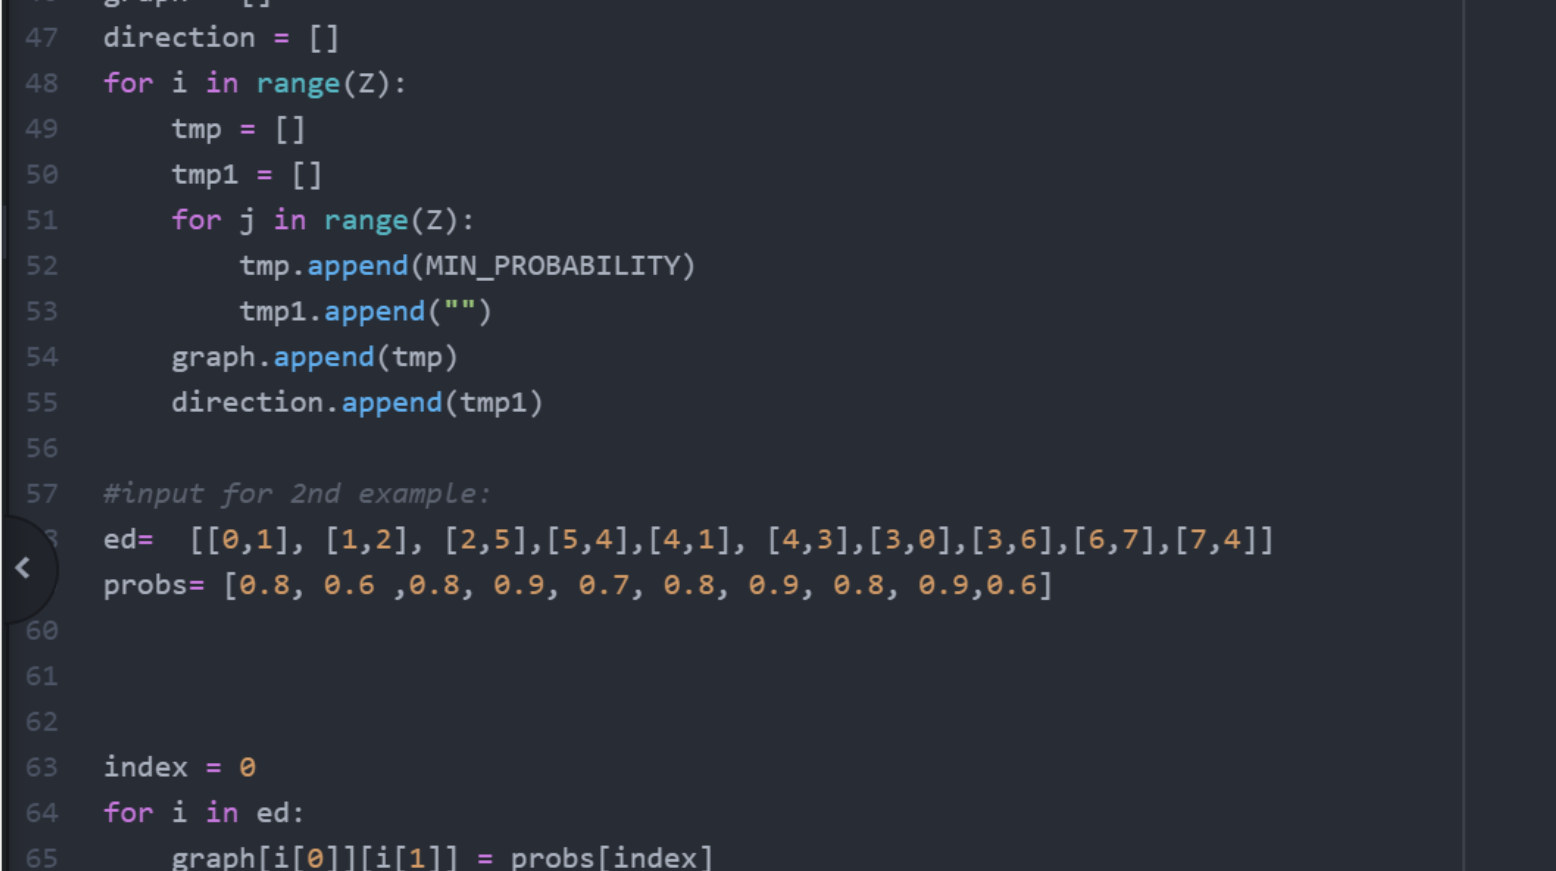 47 direction = []
48 for i in range(Z):
49     tmp = []
50     tmp1 = []
51     for j in range(Z):
52         tmp.append(MIN_PROBABILITY)
53         tmp1.append("")
54     graph.append(tmp)
55     direction.append(tmp1)
56
57 #input for 2nd example:
ed=  [[0,1], [1,2], [2,5],[5,4],[4,1], [4,3],[3,0],[3,6],[6,7],[7,4]]
probs= [0.8, 0.6 ,0.8, 0.9, 0.7, 0.8, 0.9, 0.8, 0.9,0.6]
60
61
62
63 index = 0
64 for i in ed:
65     graph[i[0]][i[1]] = probs[index]